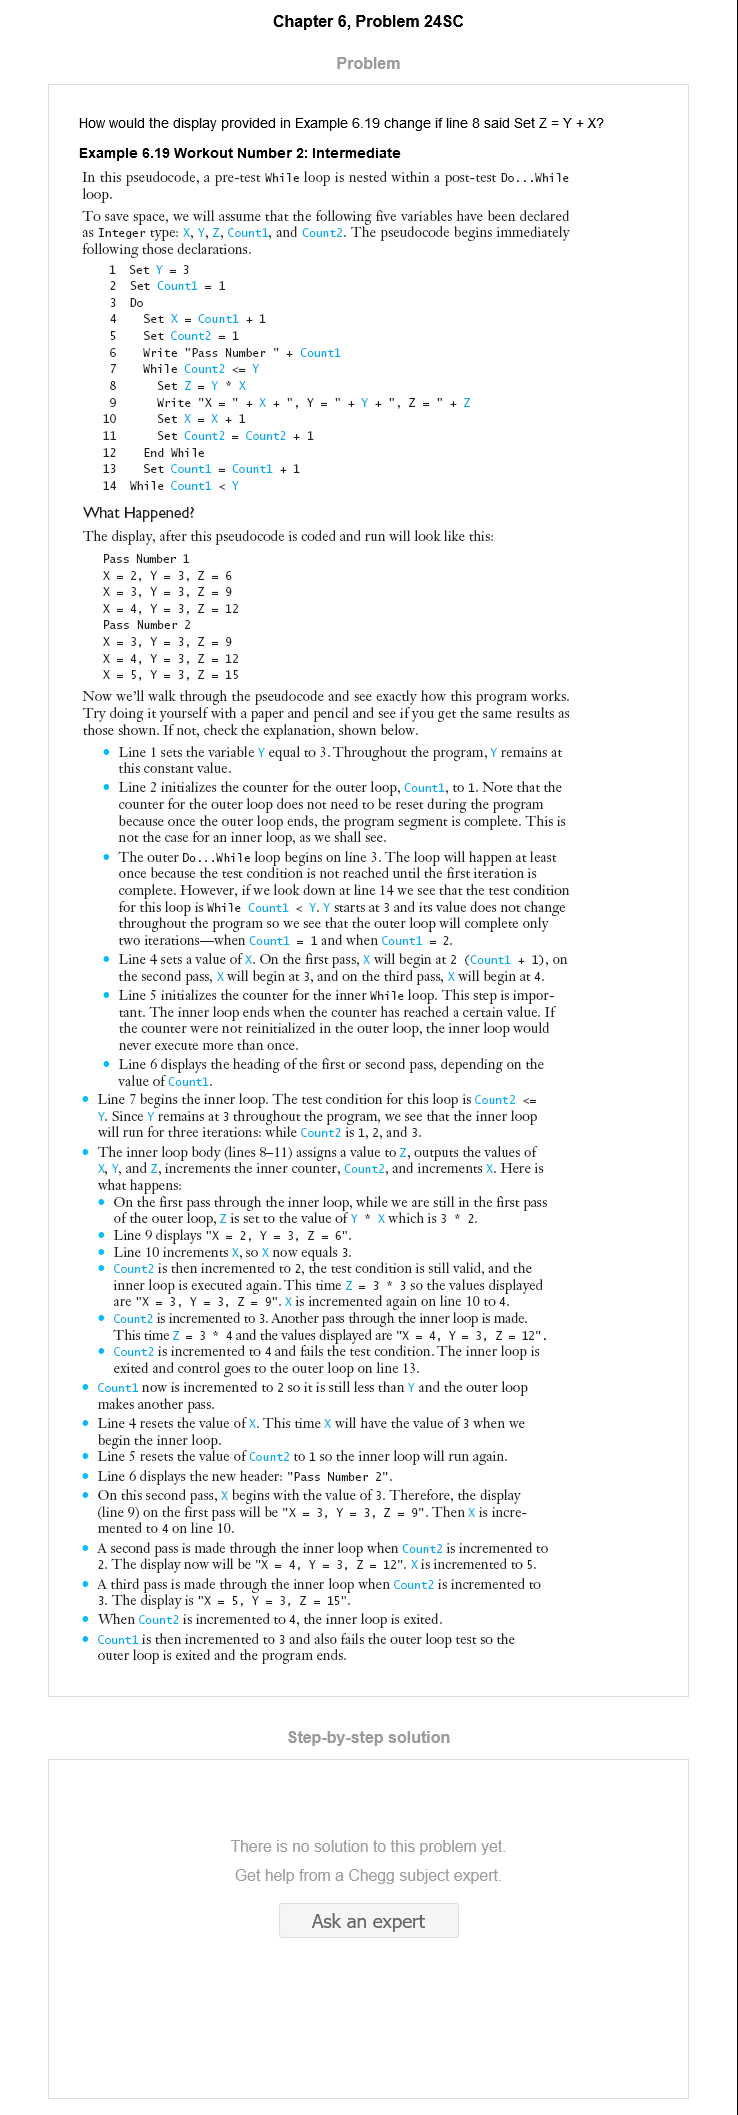 Chapter 6, Problem 24SC
Problem
How would the display provided in Example 6.19 change if line 8 said Set Z = Y + X?
Example 6.19 Workout Number 2: Intermediate
In this pseudocode, a pre-test While loop is nested within a post-test Do...While
loop.
To save space, we will assume that the following five variables have been declared
as Integer type: X, Y, Z, Count1, and Count2. The pseudocode begins immediately
following those declarations.
1 Set Y = 3
2 Set Count1 = 1
3 Do
4 Set X = Count1 + 1
5 Set Count2 = 1
6 Write "Pass Number " + Count1
7 While Count2 <= Y
8 Set Z = Y * X
9 Write "X = " + X + ", Y = " + Y + ", Z = " + Z
10 Set X = X + 1
11 Set Count2 = Count2 + 1
12 End While
13 Set Count1 = Count1 + 1
14 While Count1 < Y
What Happened?
The display, after this pseudocode is coded and run will look like this:
Pass Number 1
X = 2, Y = 3, Z = 6
X = 3, Y = 3, Z = 9
X = 4, Y = 3, Z = 12
Pass Number 2
X = 3, Y = 3, Z = 9
X = 4, Y = 3, Z = 12
X = 5, Y = 3, Z = 15
Now we'll walk through the pseudocode and see exactly how this program works.
Try doing it yourself with a paper and pencil and see if you get the same results as
those shown. If not, check the explanation, shown below.
• Line 1 sets the variable Y equal to 3. Throughout the program, Y remains at
this constant value.
• Line 2 initializes the counter for the outer loop, Count1, to 1. Note that the
counter for the outer loop does not need to be reset during the program
because once the outer loop ends, the program segment is complete. This is
not the case for an inner loop, as we shall see.
• The outer Do...While loop begins on line 3. The loop will happen at least
once because the test condition is not reached until the first iteration is
complete. However, if we look down at line 14 we see that the test condition
for this loop is While Count1 < Y. Y starts at 3 and its value does not change
throughout the program so we see that the outer loop will complete only
two iterations—when Count1 = 1 and when Count1 = 2.
• Line 4 sets a value of X. On the first pass, X will begin at 2 (Count1 + 1), on
the second pass, X will begin at 3, and on the third pass, X will begin at 4.
• Line 5 initializes the counter for the inner While loop. This step is impor-
tant. The inner loop ends when the counter has reached a certain value. If
the counter were not reinitialized in the outer loop, the inner loop would
never execute more than once.
• Line 6 displays the heading of the first or second pass, depending on the
value of Count1.
• Line 7 begins the inner loop. The test condition for this loop is Count2 <=
Y. Since Y remains at 3 throughout the program, we see that the inner loop
will run for three iterations: while Count2 is 1, 2, and 3.
• The inner loop body (lines 8–11) assigns a value to Z, outputs the values of
X, Y, and Z, increments the inner counter, Count2, and increments X. Here is
what happens:
• On the first pass through the inner loop, while we are still in the first pass
of the outer loop, Z is set to the value of Y * X which is 3 * 2.
• Line 9 displays "X = 2, Y = 3, Z = 6".
• Line 10 increments X, so X now equals 3.
• Count2 is then incremented to 2, the test condition is still valid, and the
inner loop is executed again. This time Z = 3 * 3 so the values displayed
are "X = 3, Y = 3, Z = 9". X is incremented again on line 10 to 4.
• Count2 is incremented to 3. Another pass through the inner loop is made.
This time Z = 3 * 4 and the values displayed are "X = 4, Y = 3, Z = 12".
• Count2 is incremented to 4 and fails the test condition. The inner loop is
exited and control goes to the outer loop on line 13.
• Count1 now is incremented to 2 so it is still less than Y and the outer loop
makes another pass.
• Line 4 resets the value of X. This time X will have the value of 3 when we
begin the inner loop.
• Line 5 resets the value of Count2 to 1 so the inner loop will run again.
• Line 6 displays the new header: "Pass Number 2".
• On this second pass, X begins with the value of 3. Therefore, the display
(line 9) on the first pass will be "X = 3, Y = 3, Z = 9". Then X is incre-
mented to 4 on line 10.
• A second pass is made through the inner loop when Count2 is incremented to
2. The display now will be "X = 4, Y = 3, Z = 12". X is incremented to 5.
• A third pass is made through the inner loop when Count2 is incremented to
3. The display is "X = 5, Y = 3, Z = 15".
• When Count2 is incremented to 4, the inner loop is exited.
• Count1 is then incremented to 3 and also fails the outer loop test so the
outer loop is exited and the program ends.
Step-by-step solution
There is no solution to this problem yet.
Get help from a Chegg subject expert.
Ask an expert